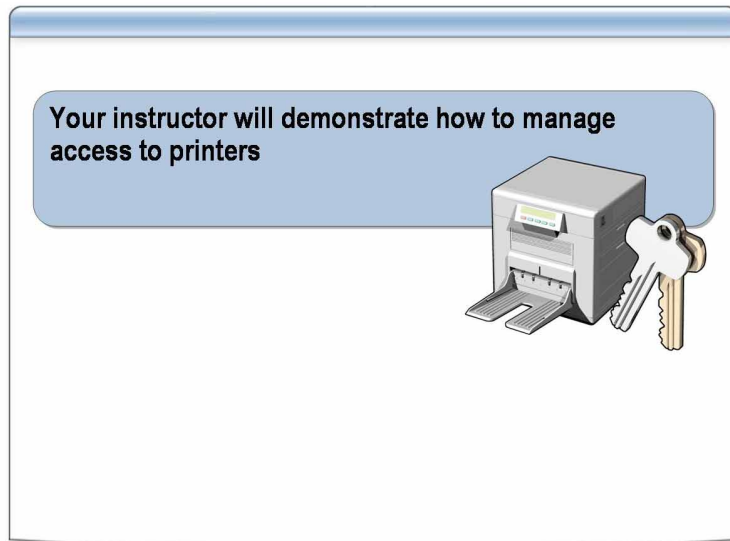 Your instructor will demonstrate how to manage
access to printers